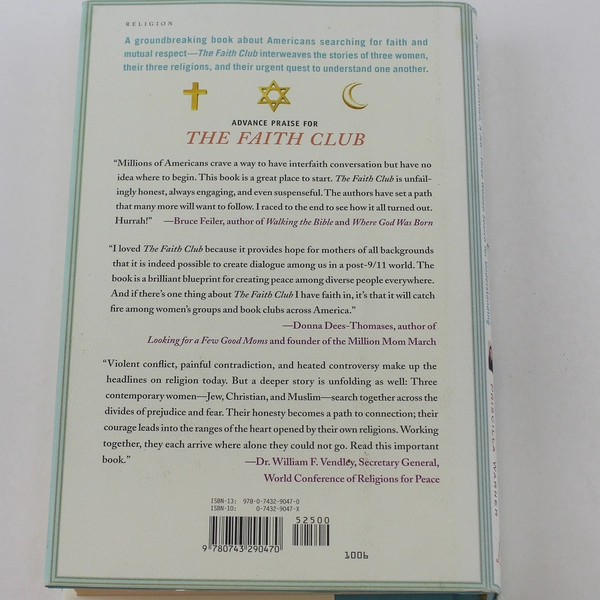 RELIGION
A groundbreaking book about Americans searching for faith and
mutual respect—The Faith Club interweaves the stories of three women,
their three religions, and their urgent quest to understand one another.
ADVANCE PRAISE FOR
THE FAITH CLUB
“Millions of Americans crave a way to have interfaith conversation but have no
idea where to begin. This book is a great place to start. The Faith Club is unfail-
ingly honest, always engaging, and even suspenseful. The authors have set a path
that many more will want to follow. I raced to the end to see how it all turned out.
Hurrah!” —Bruce Feiler, author of Walking the Bible and Where God Was Born
“I loved The Faith Club because it provides hope for mothers of all backgrounds
that it is indeed possible to create dialogue among us in a post-9/11 world. The
book is a brilliant blueprint for creating peace among diverse people everywhere.
And if there's one thing about The Faith Club I have faith in, it's that it will catch
fire among women's groups and book clubs across America.”
—Donna Dees-Thomases, author of
Looking for a Few Good Moms and founder of the Million Mom March
“Violent conflict, painful contradiction, and heated controversy make up the
headlines on religion today. But a deeper story is unfolding as well: Three
contemporary women—Jew, Christian, and Muslim—search together across the
divides of prejudice and fear. Their honesty becomes a path to connection; their
courage leads into the ranges of the heart opened by their own religions. Working
together, they each arrive where alone they could not go. Read this important
book.” —Dr. William F. Vendley, Secretary General,
World Conference of Religions for Peace
ISBN-13: 978-0-7432-9047-0
ISBN-10: 0-7432-9047-X
52500
9 780743 290470
1006
PRISCILLA WARNER